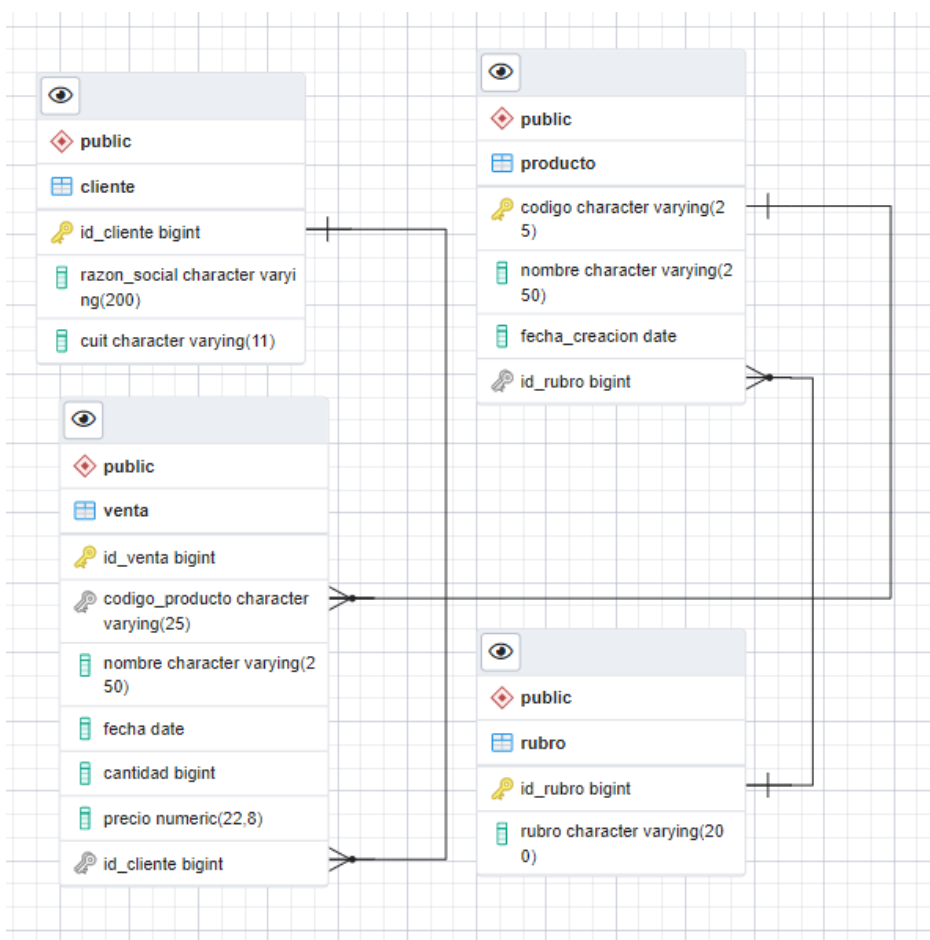 public
cliente
id_cliente bigint
razon_social character varyi
ng(200)
cuit character varying(11)
public
producto
codigo character varying(2
5)
nombre character varying(2
50)
fecha_creacion date
id_rubro bigint
public
venta
id_venta bigint
codigo_producto character
varying(25)
nombre character varying(2
50)
fecha date
cantidad bigint
precio numeric(22,8)
id_cliente bigint
public
rubro
id_rubro bigint
rubro character varying(20
0)